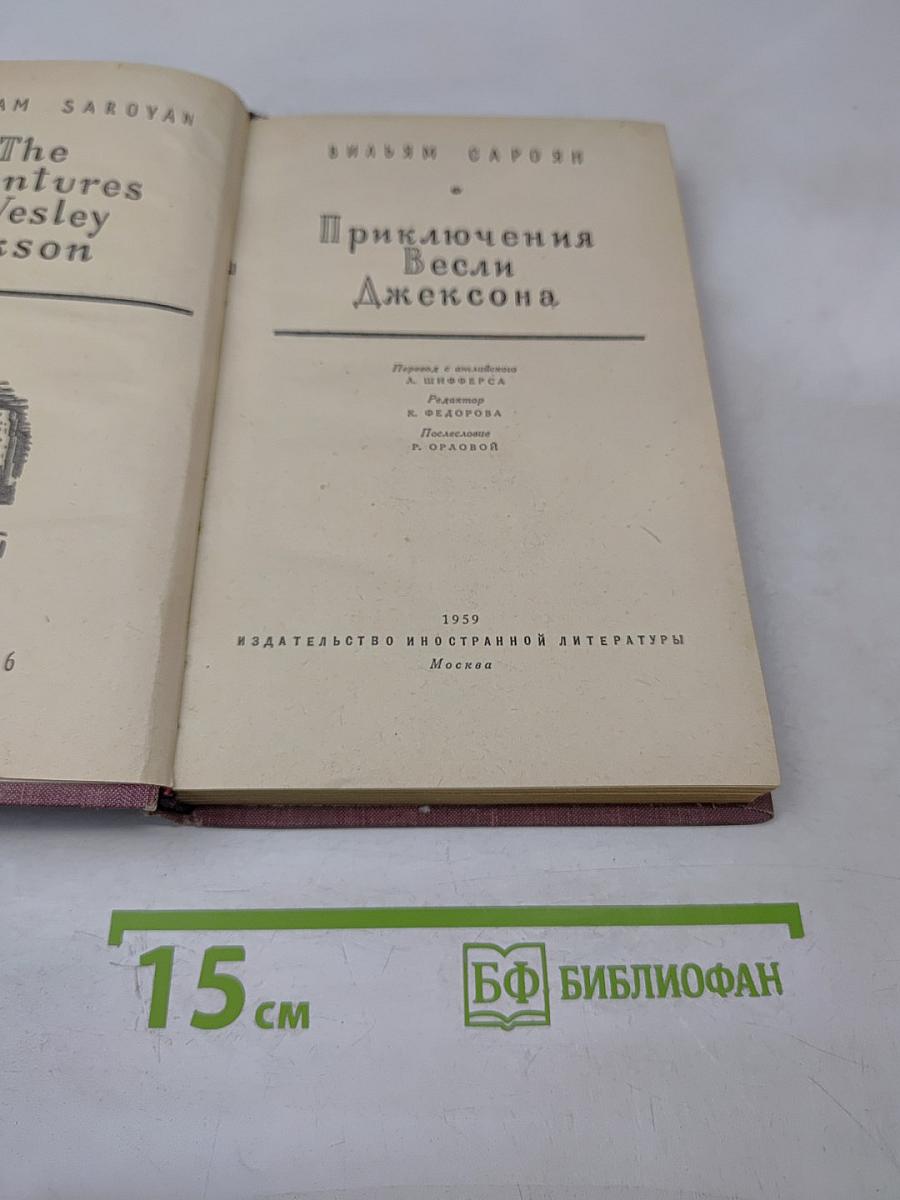 AM SAROYAN
The
ntures
Wesley
kson
6
ВИЛЬЯМ САРОЯН
Приключения
Весли
Джексона
Перевод с английского
Л. ШИФФЕРСА
Редактор
К. ФЕДОРОВА
Послесловие
Р. ОРЛОВОЙ
1959
ИЗДАТЕЛЬСТВО ИНОСТРАННОЙ ЛИТЕРАТУРЫ
Москва
15 см
БФ БИБЛИОФАН